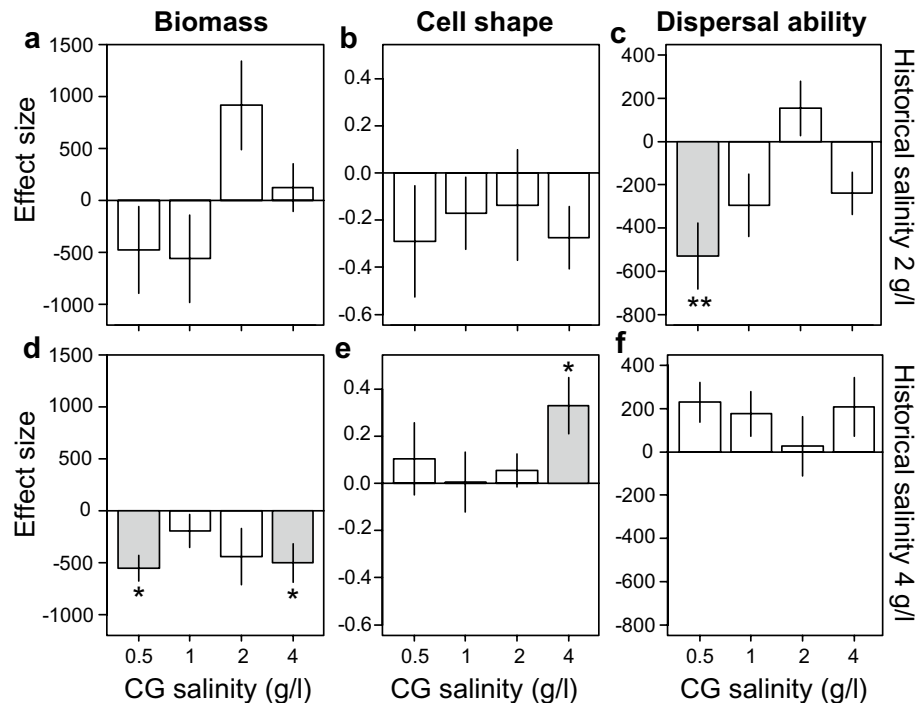 Biomass
Cell shape
Dispersal ability
a
b
c
1500
1000
500
0
-500
-1000
Effect size
0.4
0.2
0.0
-0.2
-0.4
-0.6
400
200
0
-200
-400
-600
-800
**
Historical salinity 2 g/l
d
e
f
1500
1000
500
0
-500
-1000
Effect size
*
*
0.4
0.2
0.0
-0.2
-0.4
-0.6
*
400
200
0
-200
-400
-600
-800
Historical salinity 4 g/l
0.5 1 2 4
0.5 1 2 4
0.5 1 2 4
CG salinity (g/l)
CG salinity (g/l)
CG salinity (g/l)